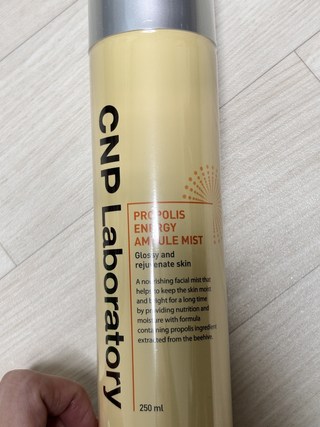 CNP Laboratory
PROPOLIS
ENERGY
AMPULE MIST
Glossy and
rejuvenate skin
A nourishing facial mist that
helps to keep the skin moist
and bright for a long time
by providing nutrition and
moisture with formula
containing propolis ingredient
extracted from the beehives.
250 ml